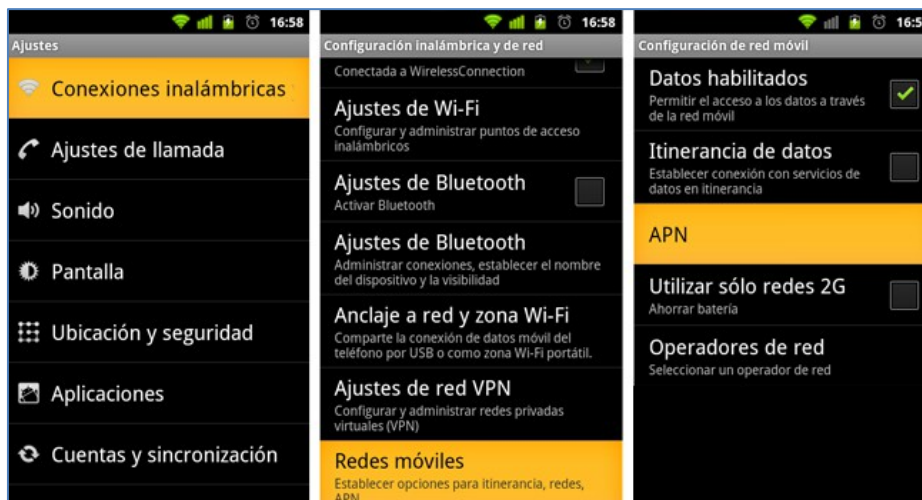 16:58
Ajustes
Conexiones inalámbricas
Ajustes de llamada
Sonido
Pantalla
Ubicación y seguridad
Aplicaciones
Cuentas y sincronización
16:58
Configuración inalámbrica y de red
Conectada a WirelessConnection
Ajustes de Wi-Fi
Configurar y administrar puntos de acceso
inalámbricos
Ajustes de Bluetooth
Activar Bluetooth
Ajustes de Bluetooth
Administrar conexiones, establecer el nombre
del dispositivo y la visibilidad
Anclaje a red y zona Wi-Fi
Comparte la conexión de datos móvil del
teléfono por USB o como zona Wi-Fi portátil.
Ajustes de red VPN
Configurar y administrar redes privadas
virtuales (VPN)
Redes móviles
Establecer opciones para itinerancia, redes,
APN
16:5
Configuración de red móvil
Datos habilitados
Permitir el acceso a los datos a través
de la red móvil
Itinerancia de datos
Establecer conexión con servicios de
datos en itinerancia
APN
Utilizar sólo redes 2G
Ahorrar batería
Operadores de red
Seleccionar un operador de red